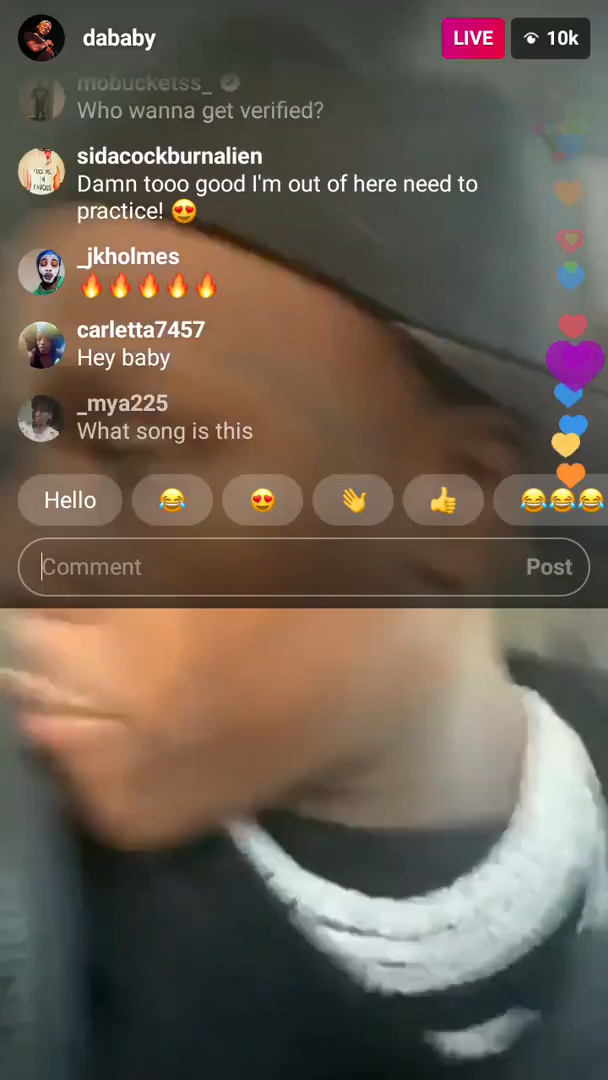 dababy
LIVE
10k
mobucketss_
Who wanna get verified?
sidacockburnalien
Damn tooo good I'm out of here need to
practice! 😍
_jkholmes
🔥🔥🔥🔥🔥
carletta7457
Hey baby
_mya225
What song is this
Hello 😂 😍 👋 👍 😂😂😂
Comment
Post